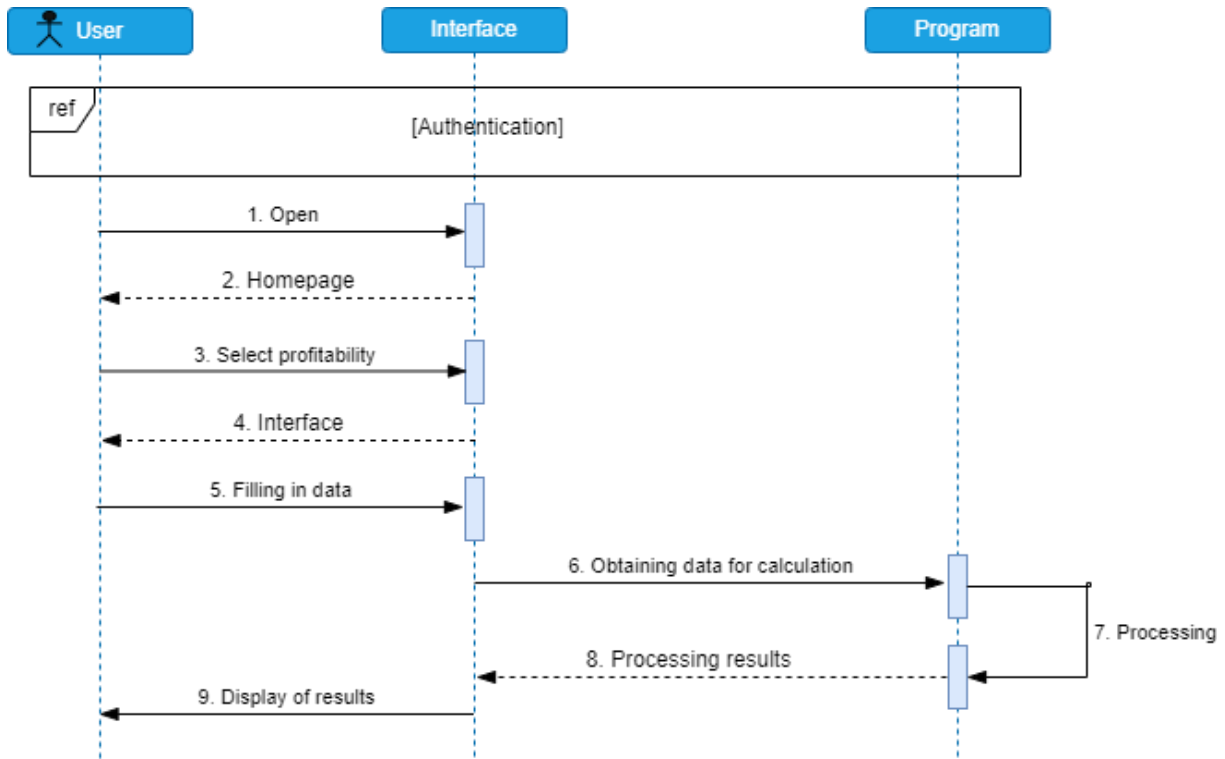 User
Interface
Program
ref
[Authentication]
1. Open
2. Homepage
3. Select profitability
4. Interface
5. Filling in data
6. Obtaining data for calculation
7. Processing
8. Processing results
9. Display of results